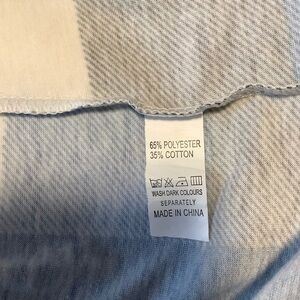 65% POLYESTER
35% COTTON
WASH DARK COLOURS
SEPARATELY
MADE IN CHINA